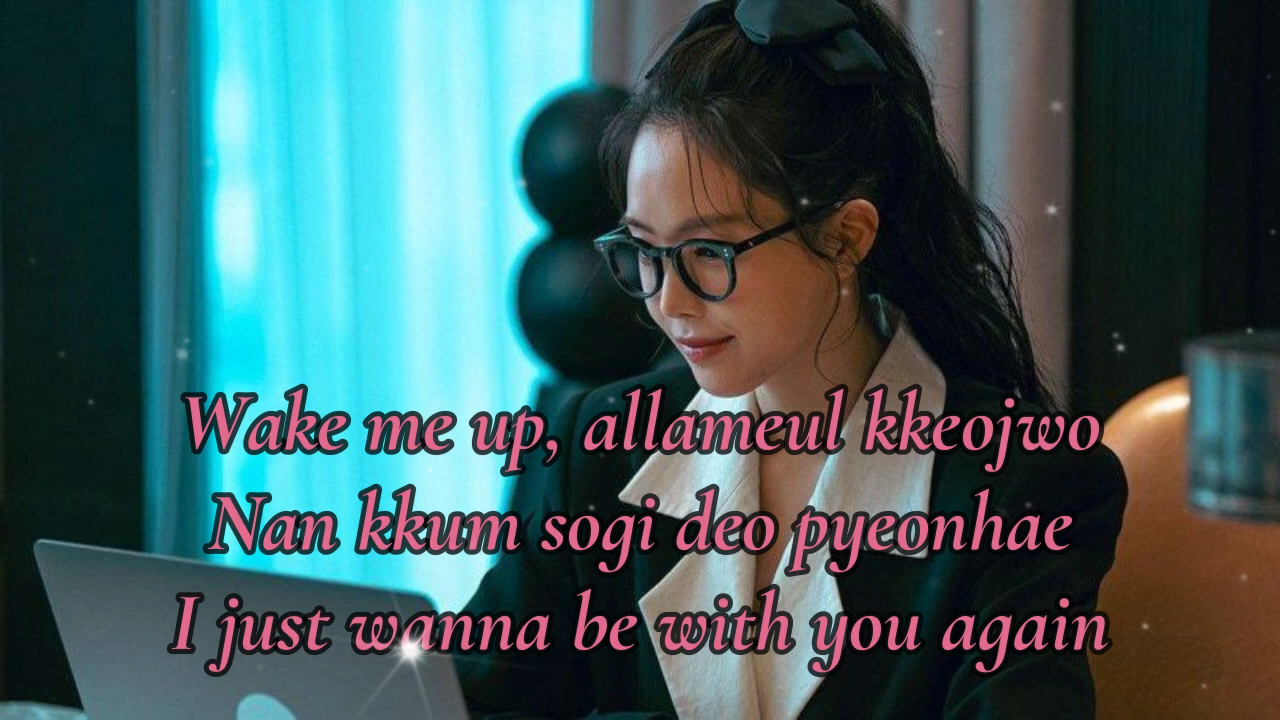 Wake me up, allameul kkeojwo
Nan kkum sogi deo pyeonhae
I just wanna be with you again